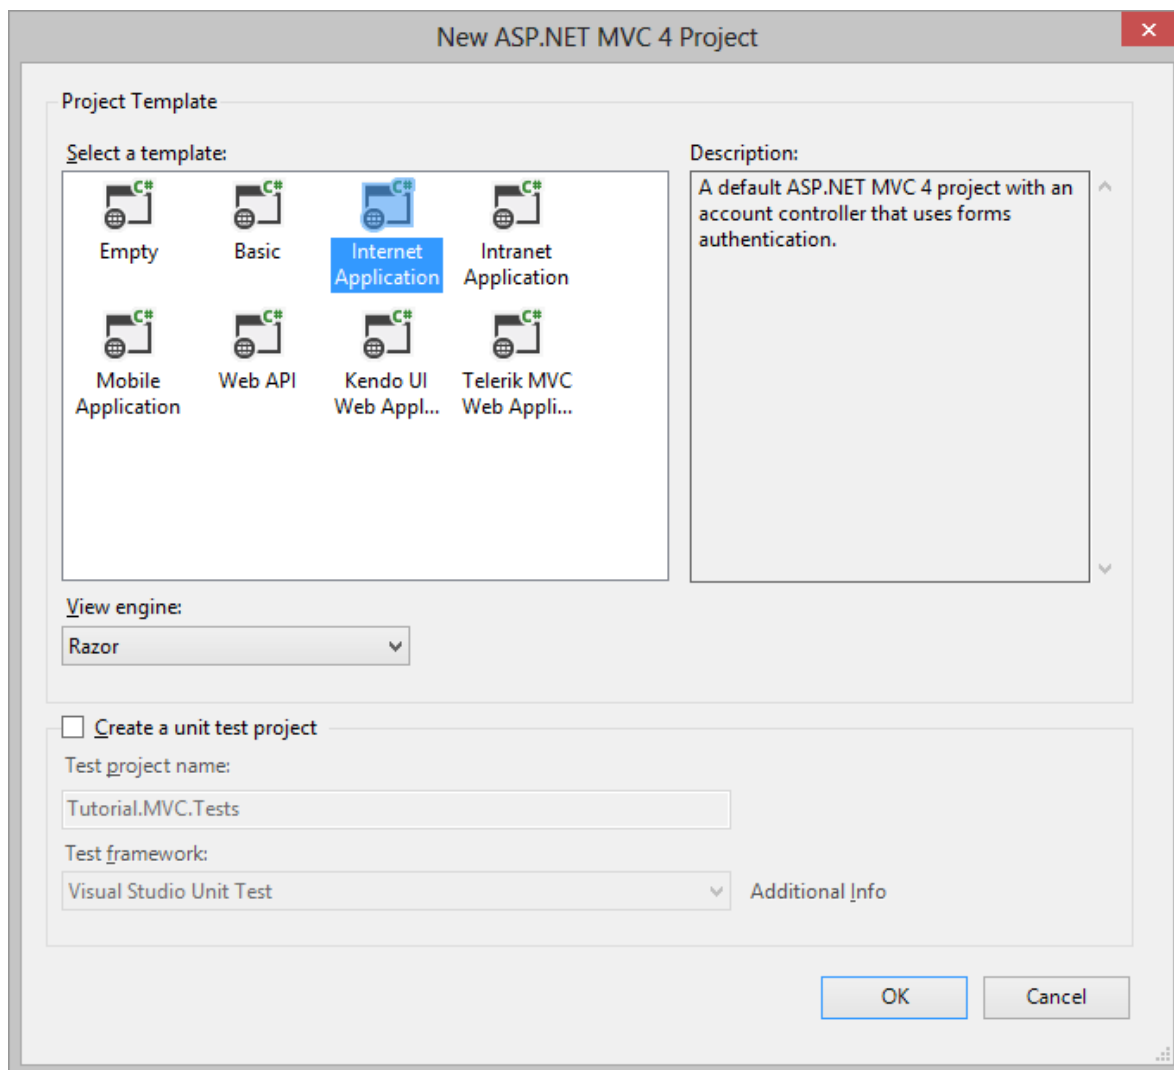 New ASP.NET MVC 4 Project
Project Template
Select a template:
C# C# C# C#
Empty Basic Internet Intranet
Application Application
C# C# C# C#
Mobile Web API Kendo UI Telerik MVC
Application Web Appl... Web Appli...
Description:
A default ASP.NET MVC 4 project with an
account controller that uses forms
authentication.
View engine:
Razor
Create a unit test project
Test project name:
Tutorial.MVC.Tests
Test framework:
Visual Studio Unit Test
Additional Info
OK
Cancel